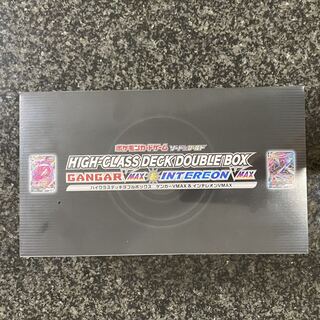 ポケモンカードゲーム ソード&シールド
HIGH-CLASS DECK DOUBLE BOX
GANGAR VMAX INTEREON VMAX
ハイクラスデッキダブルボックス ゲンガーVMAX & インテレオンVMAX